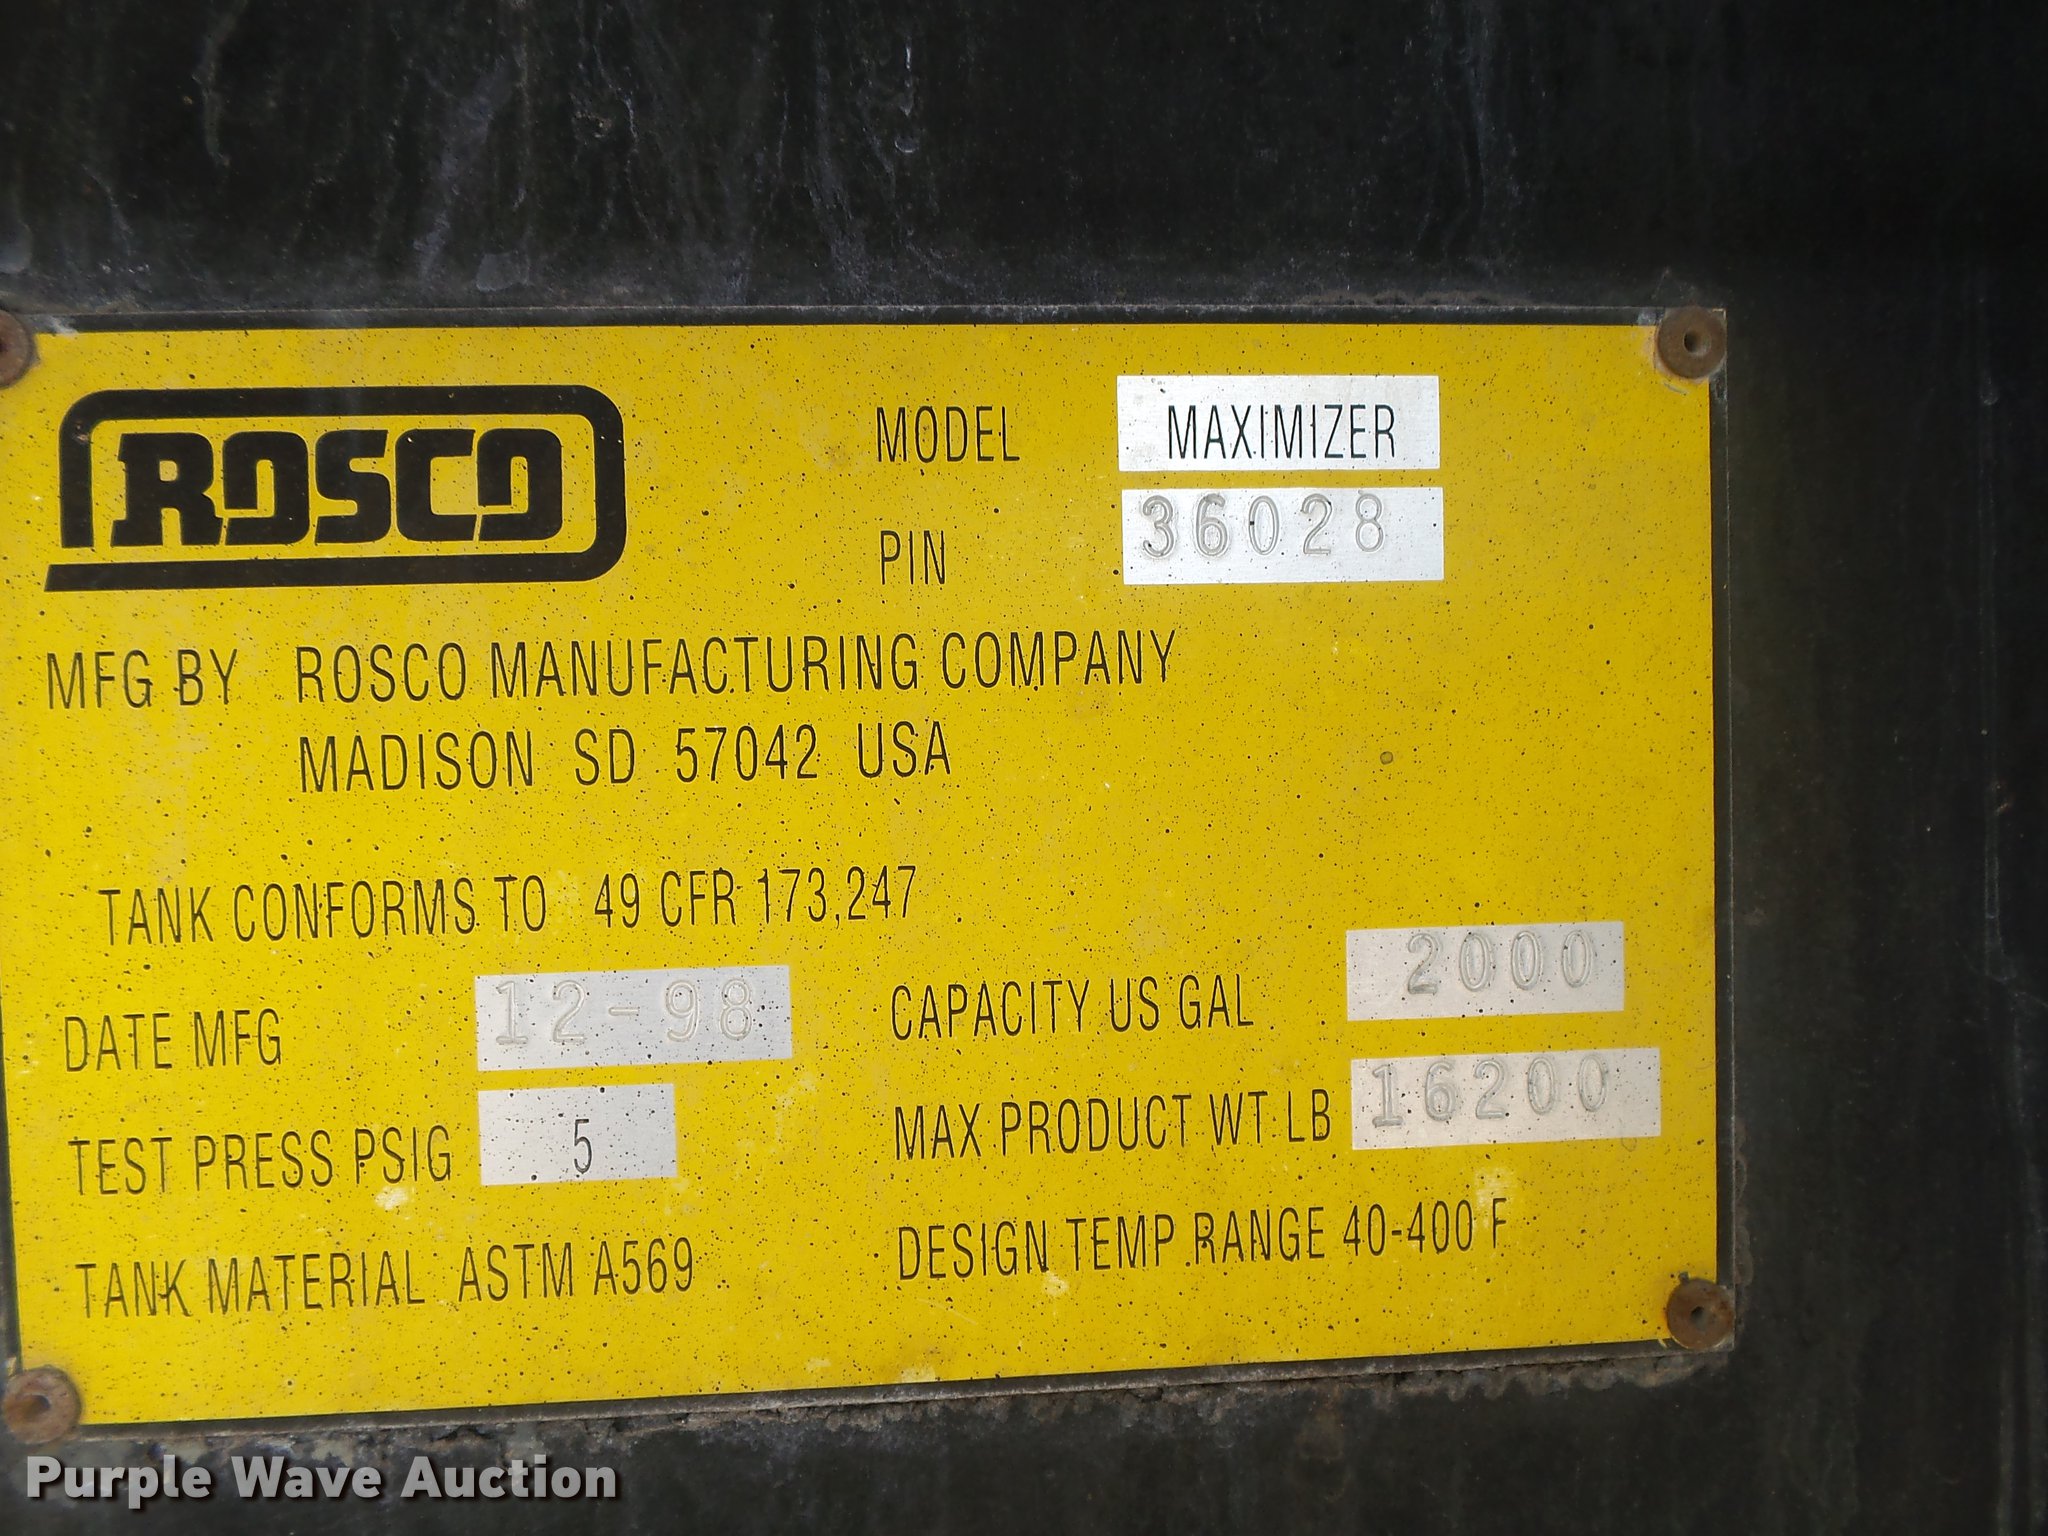 ROSCO
MODEL MAXIMIZER
PIN 36028
MFG BY ROSCO MANUFACTURING COMPANY
MADISON SD 57042 USA
TANK CONFORMS TO 49 CFR 173,247
DATE MFG 12-98
CAPACITY US GAL 2000
TEST PRESS PSIG 5
MAX PRODUCT WT LB 16200
TANK MATERIAL ASTM A569
DESIGN TEMP RANGE 40-400 F
Purple Wave Auction